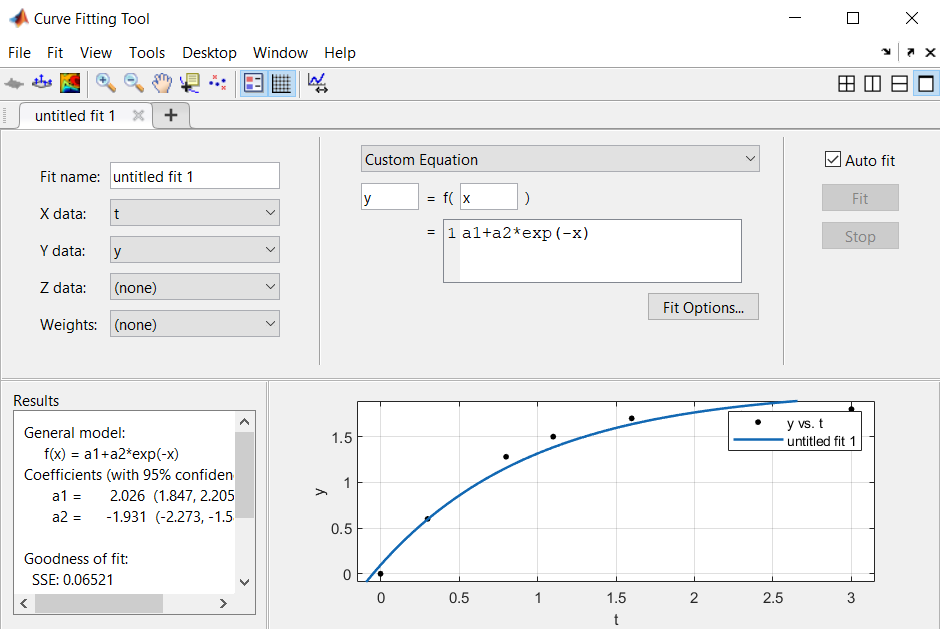 Curve Fitting Tool
File Fit View Tools Desktop Window Help
untitled fit 1
Fit name: untitled fit 1
X data: t
Y data: y
Z data: (none)
Weights: (none)
Custom Equation
y = f( x )
= 1 a1+a2*exp(-x)
Fit Options...
Auto fit
Fit
Stop
Results
General model:
f(x) = a1+a2*exp(-x)
Coefficients (with 95% confiden
a1 = 2.026 (1.847, 2.205
a2 = -1.931 (-2.273, -1.5
Goodness of fit:
SSE: 0.06521
y vs. t
untitled fit 1
y
1.5
1
0.5
0
0 0.5 1 1.5 2 2.5 3
t